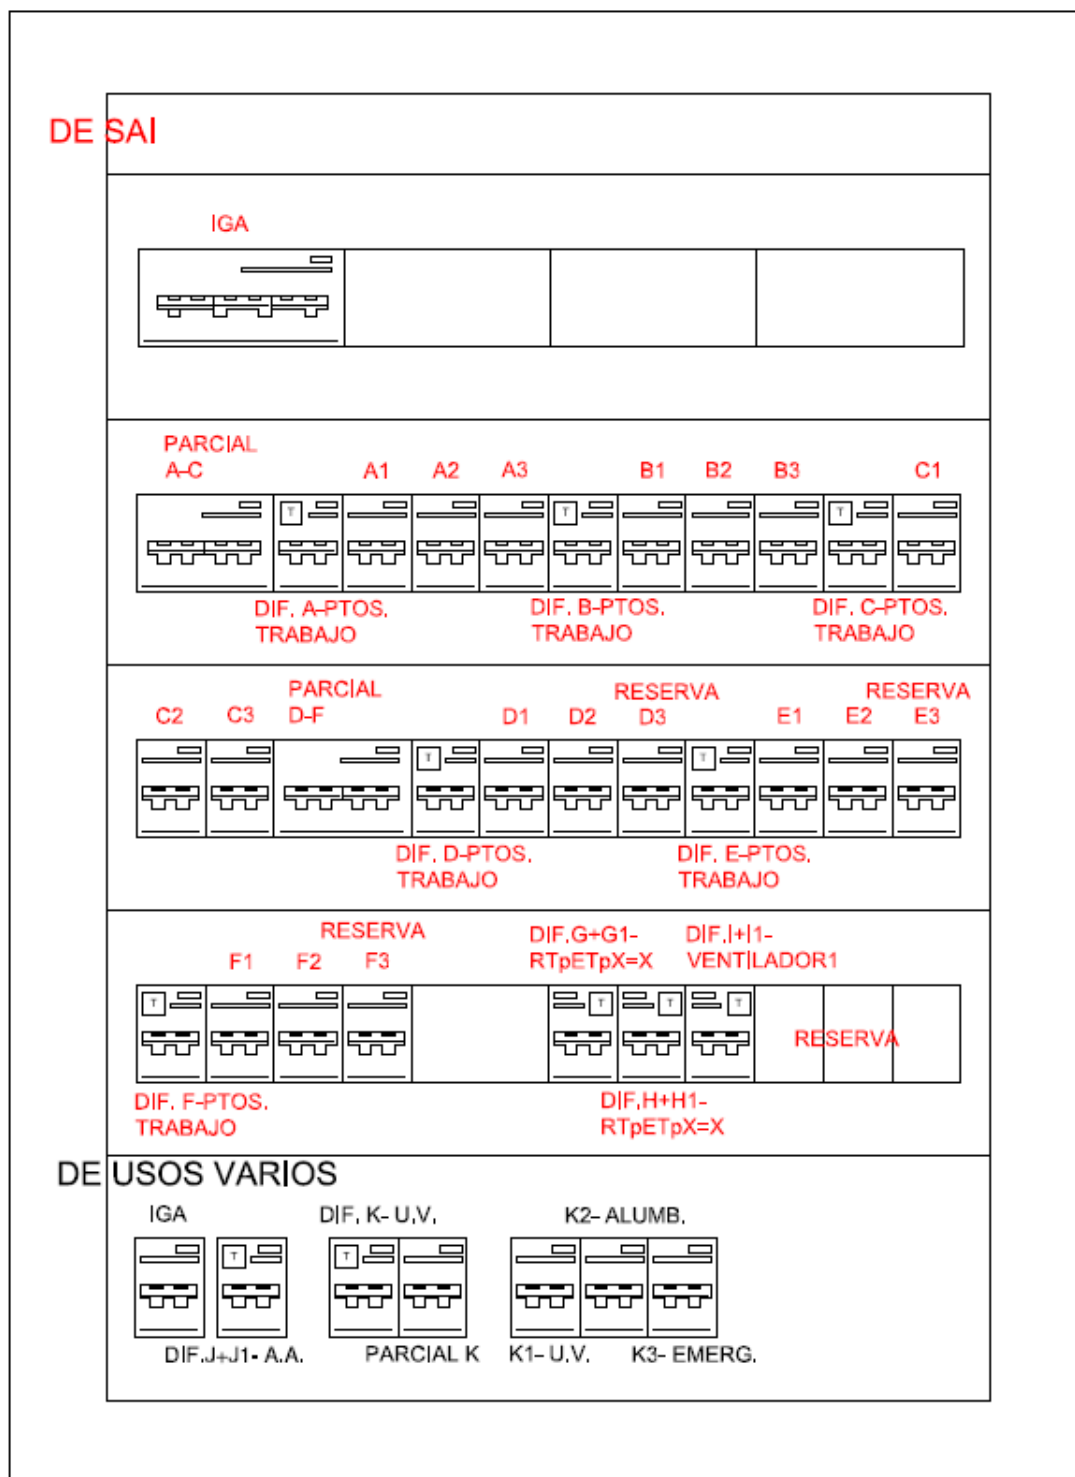 DE SAI
IGA
PARCIAL
A-C
A1
A2
A3
B1
B2
B3
C1
T
T
T
DIF. A-PTOS.
TRABAJO
DIF. B-PTOS.
TRABAJO
DIF. C-PTOS.
TRABAJO
C2
C3
PARCIAL
D-F
D1
D2
RESERVA
D3
E1
E2
RESERVA
E3
T
T
DIF. D-PTOS.
TRABAJO
DIF. E-PTOS.
TRABAJO
F1
F2
RESERVA
F3
DIF.G+G1-
RTpETpX=X
DIF.I+I1-
VENTILADOR1
T
T
T
T
RESERVA
DIF. F-PTOS.
TRABAJO
DIF.H+H1-
RTpETpX=X
DE USOS VARIOS
IGA
DIF. K- U.V.
K2- ALUMB.
T
T
DIF.J+J1- A.A.
PARCIAL K
K1- U.V.
K3- EMERG.